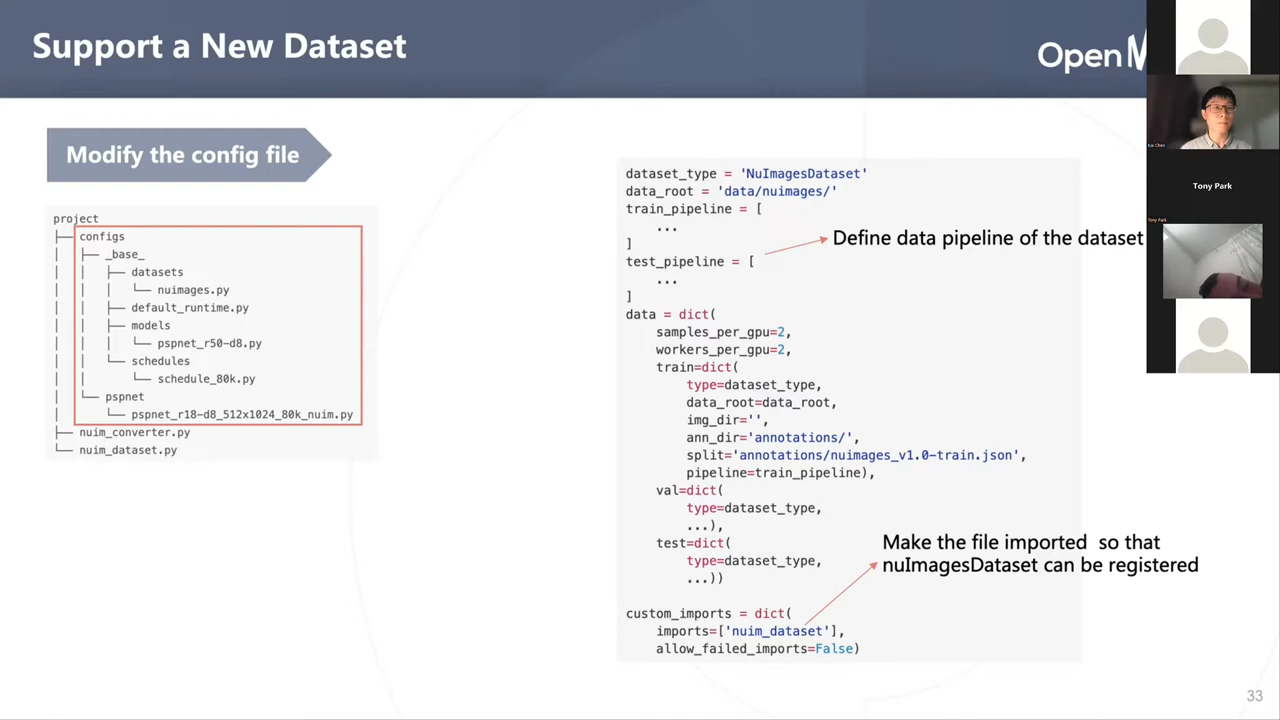 Support a New Dataset
OpenM
Modify the config file
project
├── configs
│   ├── _base_
│   │   ├── datasets
│   │   │   └── nuimages.py
│   │   ├── default_runtime.py
│   │   ├── models
│   │   │   └── pspnet_r50-d8.py
│   │   └── schedules
│   │       └── schedule_80k.py
│   └── pspnet
│       └── pspnet_r18-d8_512x1024_80k_nuim.py
├── nuim_converter.py
└── nuim_dataset.py
dataset_type = 'NuImagesDataset'
data_root = 'data/nuimages/'
train_pipeline = [
    ...
]
test_pipeline = [
    ...
]
data = dict(
    samples_per_gpu=2,
    workers_per_gpu=2,
    train=dict(
        type=dataset_type,
        data_root=data_root,
        img_dir='',
        ann_dir='annotations/',
        split='annotations/nuimages_v1.0-train.json',
        pipeline=train_pipeline),
    val=dict(
        type=dataset_type,
        ...),
    test=dict(
        type=dataset_type,
        ...))
custom_imports = dict(
    imports=['nuim_dataset'],
    allow_failed_imports=False)
Define data pipeline of the dataset
Make the file imported so that
nuImagesDataset can be registered
Kai Chen
Tony Park
Tony Park
33